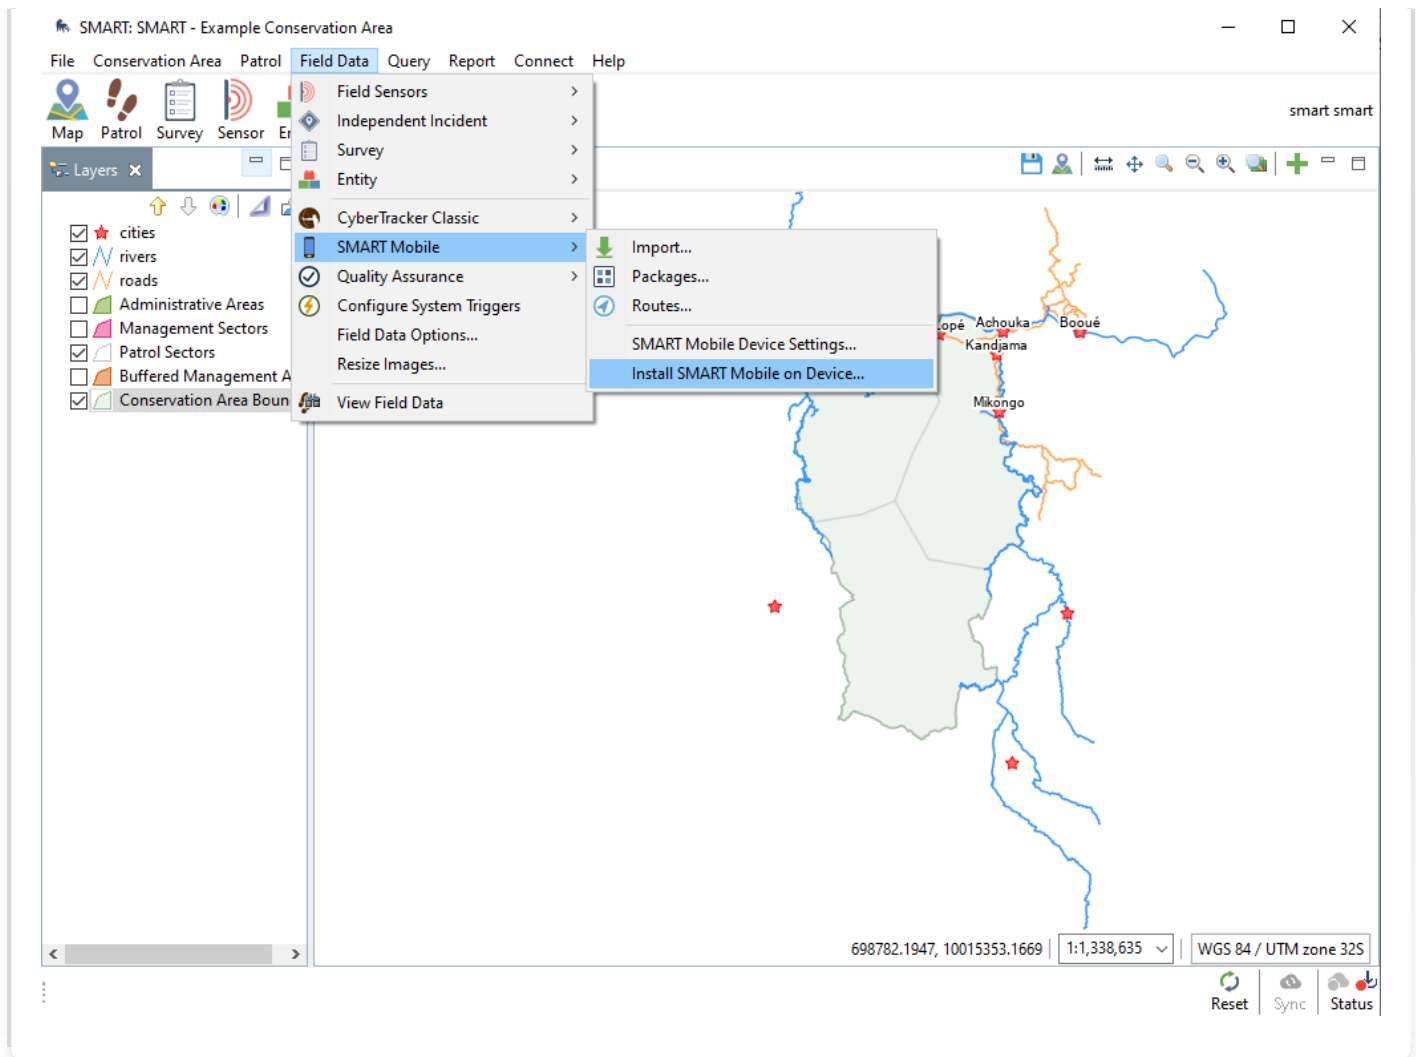 SMART: SMART - Example Conservation Area
File Conservation Area Patrol Field Data Query Report Connect Help
Map Patrol Survey Sensor
smart smart
Field Sensors
Independent Incident
Survey
Entity
CyberTracker Classic
SMART Mobile
Quality Assurance
Configure System Triggers
Field Data Options...
Resize Images...
View Field Data
Import...
Packages...
Routes...
SMART Mobile Device Settings...
Install SMART Mobile on Device...
Layers
cities
rivers
roads
Administrative Areas
Management Sectors
Patrol Sectors
Buffered Management A
Conservation Area Boun
Achouka Booué
Kandjama
Mikongo
698782.1947, 10015353.1669 1:1,338,635 WGS 84 / UTM zone 32S
Reset Sync Status